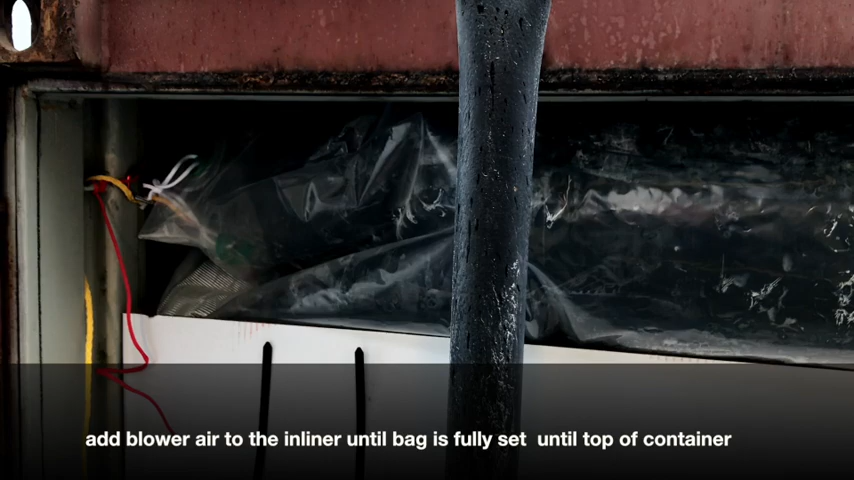 add blower air to the inliner until bag is fully set  until top of container